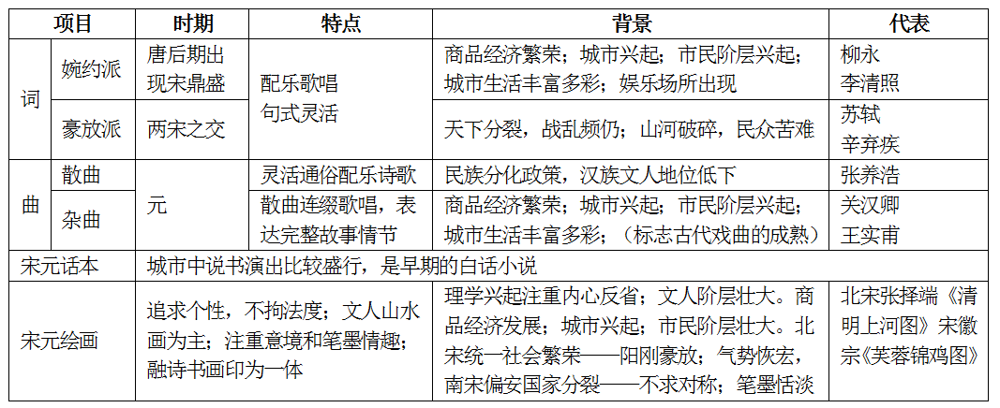 项目 时期 特点 背景 代表
词
婉约派
唐后期出
现宋鼎盛
配乐歌唱
句式灵活
商品经济繁荣；城市兴起；市民阶层兴起；
城市生活丰富多彩；娱乐场所出现
柳永
李清照
豪放派
两宋之交
天下分裂，战乱频仍；山河破碎，民众苦难
苏轼
辛弃疾
曲
散曲
元
灵活通俗配乐诗歌
民族分化政策，汉族文人地位低下
张养浩
杂曲
散曲连缀歌唱，表
达完整故事情节
商品经济繁荣；城市兴起；市民阶层兴起；
城市生活丰富多彩；（标志古代戏曲的成熟）
关汉卿
王实甫
宋元话本
城市中说书演出比较盛行，是早期的白话小说
宋元绘画
追求个性，不拘法度；文人山水
画为主；注重意境和笔墨情趣；
融诗书画印为一体
理学兴起注重内心反省；文人阶层壮大。商
品经济发展；城市兴起；市民阶层壮大。北
宋统一社会繁荣——阳刚豪放；气势恢宏，
南宋偏安国家分裂——不求对称；笔墨恬淡
北宋张择端《清
明上河图》宋徽
宗《芙蓉锦鸡图》